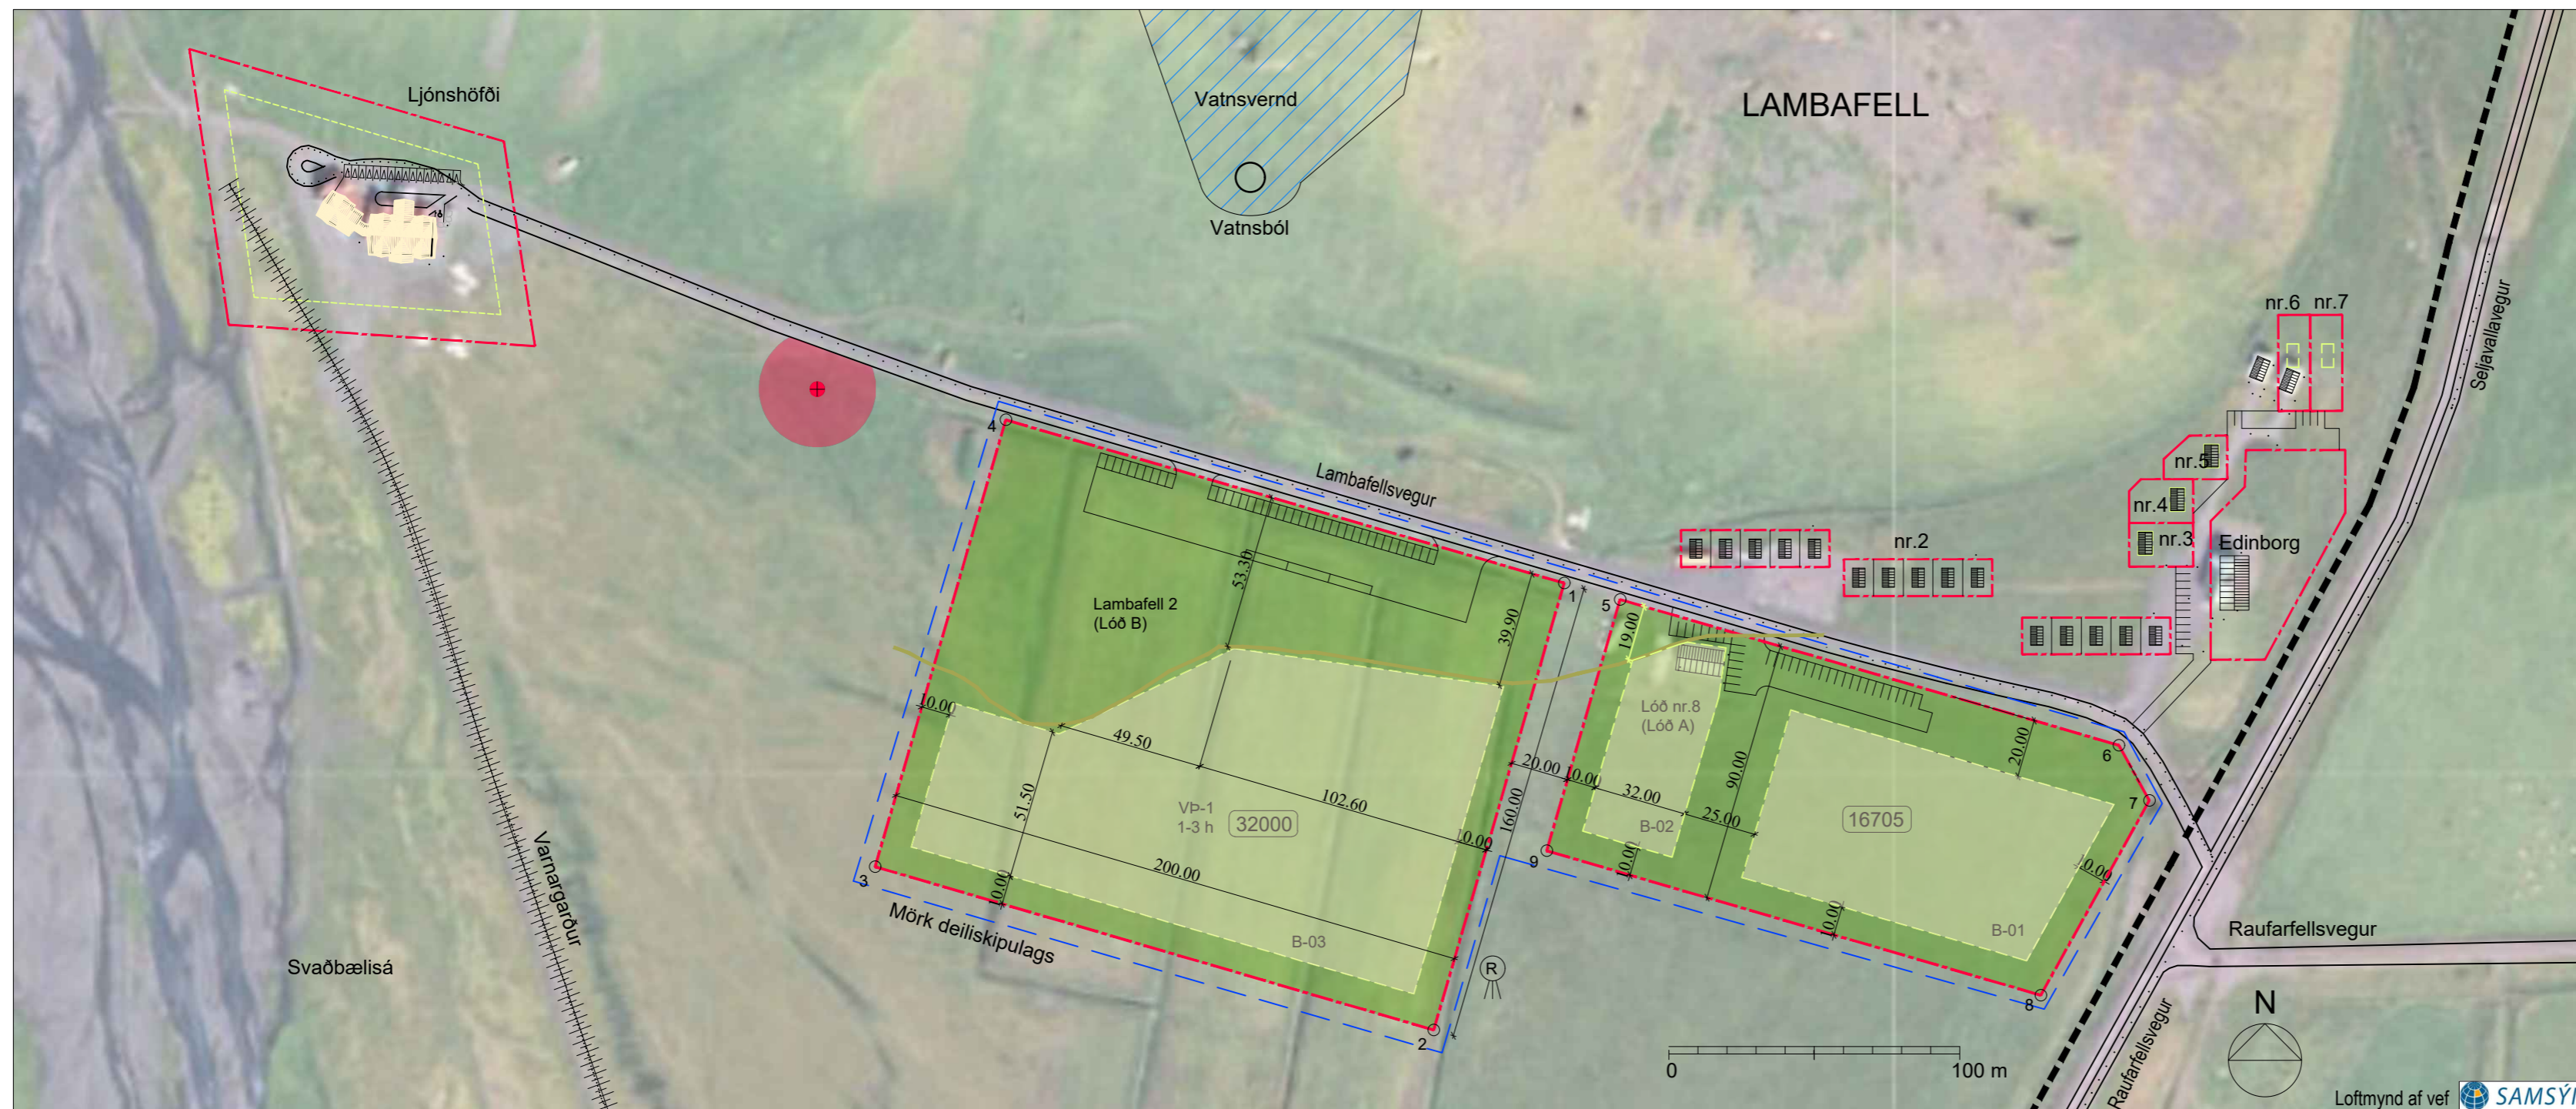 Ljónshöfði
Vatnsvernd
Vatnsból
LAMBAFELL
nr.6 nr.7
Seljavallavegur
4
Lambafellsvegur
nr.5
nr.4
nr.3
nr.2
Edinborg
53.30
1
39.90
5
19.00
Lambafell 2
(Lóð B)
Lóð nr.8
(Lóð A)
10.00
49.50
51.50
102.60
VÞ-1
1-3 h
32000
10.00
200.00
10.00
160.00
20.00
10.00
32.00
25.00
90.00
20.00
B-02
16705
6
7
10.00
9
10.00
10.00
B-01
B-03
3
2
8
Mörk deiliskipulags
Varnargarður
Svaðbælisá
R
Raufarfellsvegur
Raufarfellsvegur
N
0
100 m
Loftmynd af vef
SAMSÝN